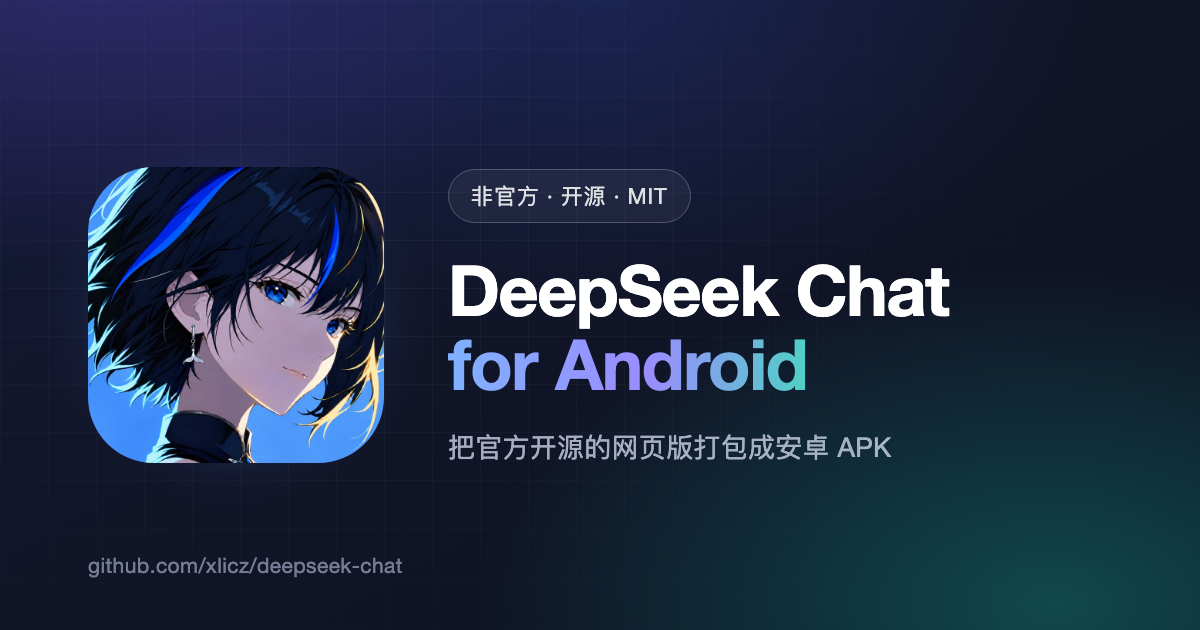 非官方 · 开源 · MIT
DeepSeek Chat
for Android
把官方开源的网页版打包成安卓 APK
github.com/xlicz/deepseek-chat